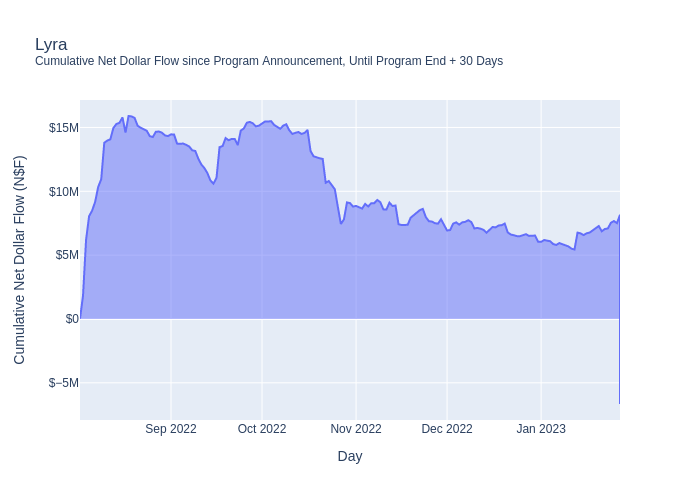 Lyra
Cumulative Net Dollar Flow since Program Announcement, Until Program End + 30 Days
Cumulative Net Dollar Flow (N$F)
$15M
$10M
$5M
$0
$−5M
Sep 2022
Oct 2022
Nov 2022
Dec 2022
Jan 2023
Day